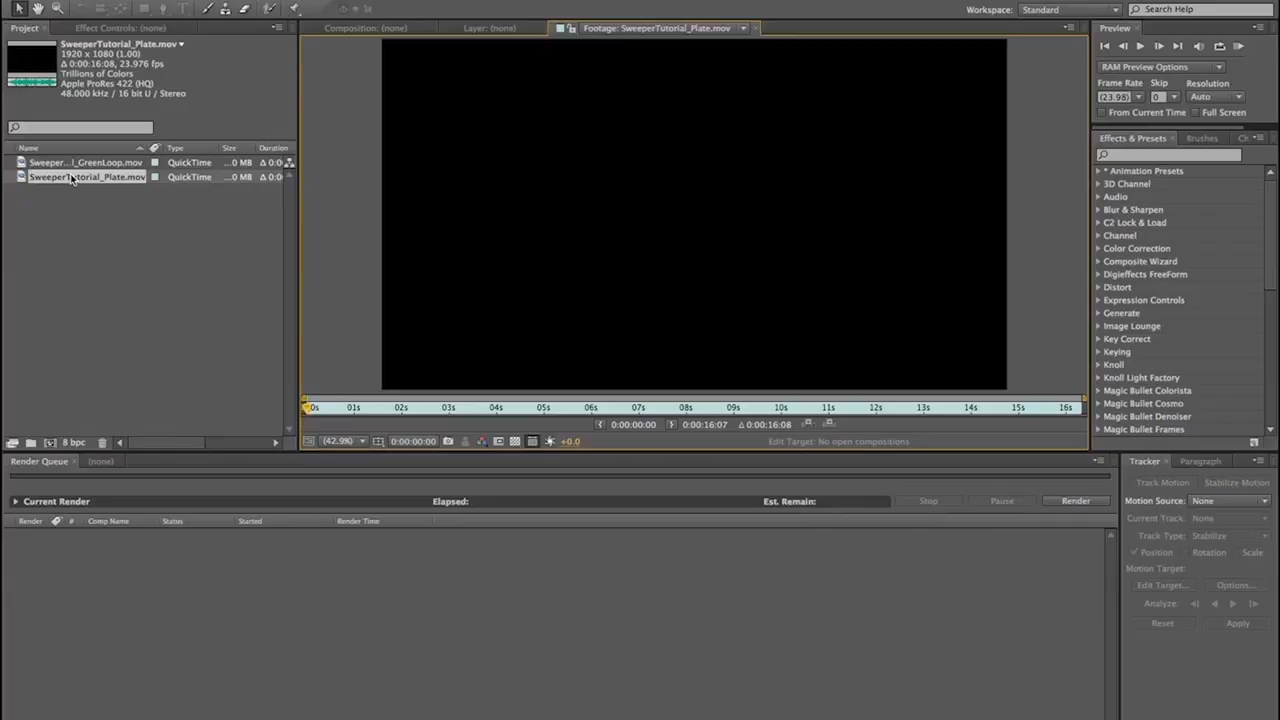 Workspace: Standard Search Help
Project Effect Controls: (none) Composition: (none) Layer: (none) Footage: SweeperTutorial_Plate.mov Preview
SweeperTutorial_Plate.mov
1920 x 1080 (1.00)
Δ 0:00:16:08, 23.976 fps
Trillions of Colors
Apple ProRes 422 (HQ)
48.000 kHz / 16 bit U / Stereo
RAM Preview Options
Frame Rate Skip Resolution
(23.98) 0 Auto
From Current Time Full Screen
Effects & Presets Brushes
Name Type Size Duration
Sweeper...l_GreenLoop.mov QuickTime ...0 MB Δ 0:0
SweeperTutorial_Plate.mov QuickTime ...0 MB Δ 0:0
* Animation Presets
3D Channel
Audio
Blur & Sharpen
C2 Lock & Load
Channel
Color Correction
Composite Wizard
Digieffects FreeForm
Distort
Expression Controls
Generate
Image Lounge
Key Correct
Keying
Knoll
Knoll Light Factory
Magic Bullet Colorista
Magic Bullet Cosmo
Magic Bullet Denoiser
Magic Bullet Frames
0s 01s 02s 03s 04s 05s 06s 07s 08s 09s 10s 11s 12s 13s 14s 15s 16s
0:00:00:00 0:00:16:07 Δ 0:00:16:08
8 bpc (42.9%) 0:00:00:00 +0.0 Edit Target: No open compositions
Render Queue (none) Tracker Paragraph
Track Motion Stabilize Motion
Current Render Elapsed: Est. Remain: Stop Pause Render
Motion Source: None
Render # Comp Name Status Started Render Time
Current Track: None
Track Type: Stabilize
Position Rotation Scale
Motion Target:
Edit Target... Options...
Analyze:
Reset Apply